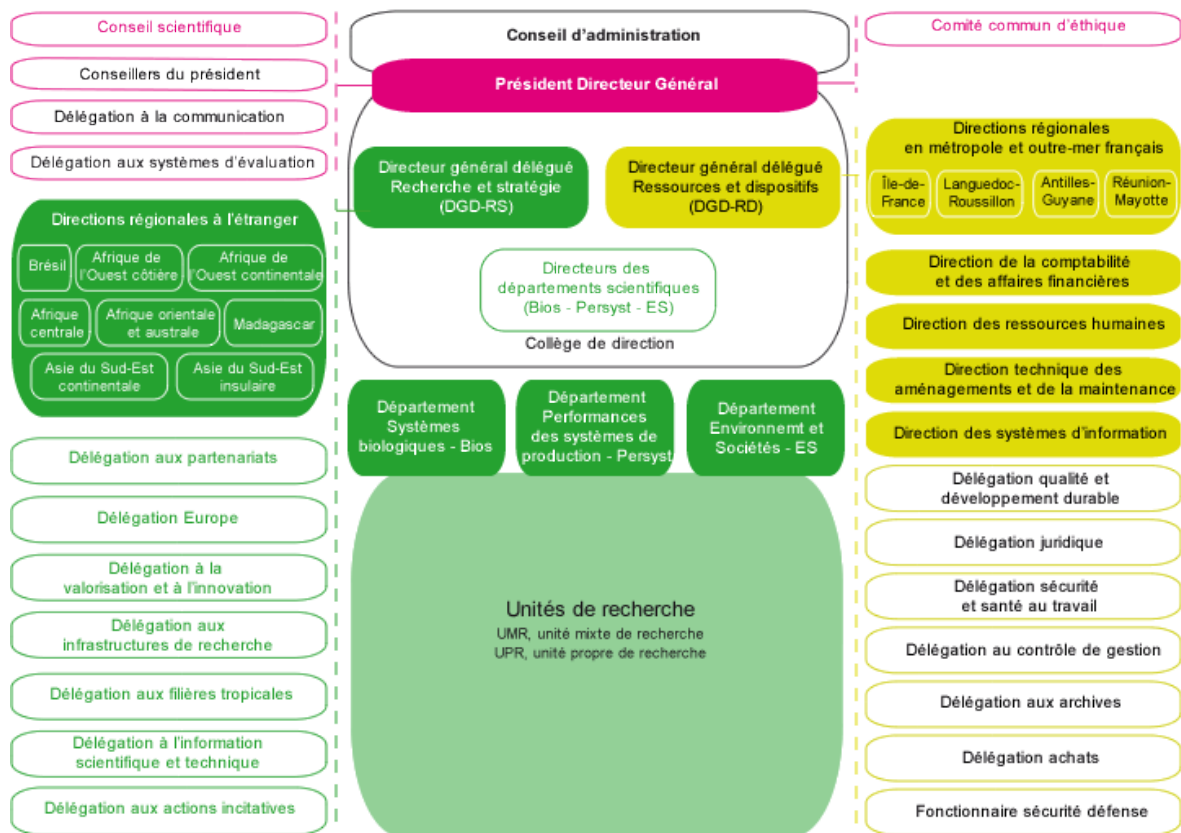 Conseil scientifique
Conseillers du président
Délégation à la communication
Délégation aux systèmes d'évaluation
Directions régionales à l'étranger
Brésil
Afrique de
l'Ouest côtière
Afrique de
l'Ouest continentale
Afrique
centrale
Afrique orientale
et australe
Madagascar
Asie du Sud-Est
continentale
Asie du Sud-Est
insulaire
Délégation aux partenariats
Délégation Europe
Délégation à la
valorisation et à l'innovation
Délégation aux
infrastructures de recherche
Délégation aux filières tropicales
Délégation à l'information
scientifique et technique
Délégation aux actions incitatives
Conseil d'administration
Président Directeur Général
Directeur général délégué
Recherche et stratégie
(DGD-RS)
Directeur général délégué
Ressources et dispositifs
(DGD-RD)
Directeurs des
départements scientifiques
(Bios - Persyst - ES)
Collège de direction
Département
Systèmes
biologiques - Bios
Département
Performances
des systèmes de
production - Persyst
Département
Environnemt et
Sociétés - ES
Unités de recherche
UMR, unité mixte de recherche
UPR, unité propre de recherche
Comité commun d'éthique
Directions régionales
en métropole et outre-mer français
Île-de-
France
Languedoc-
Roussillon
Antilles-
Guyane
Réunion-
Mayotte
Direction de la comptabilité
et des affaires financières
Direction des ressources humaines
Direction technique des
aménagements et de la maintenance
Direction des systèmes d'information
Délégation qualité et
développement durable
Délégation juridique
Délégation sécurité
et santé au travail
Délégation au contrôle de gestion
Délégation aux archives
Délégation achats
Fonctionnaire sécurité défense